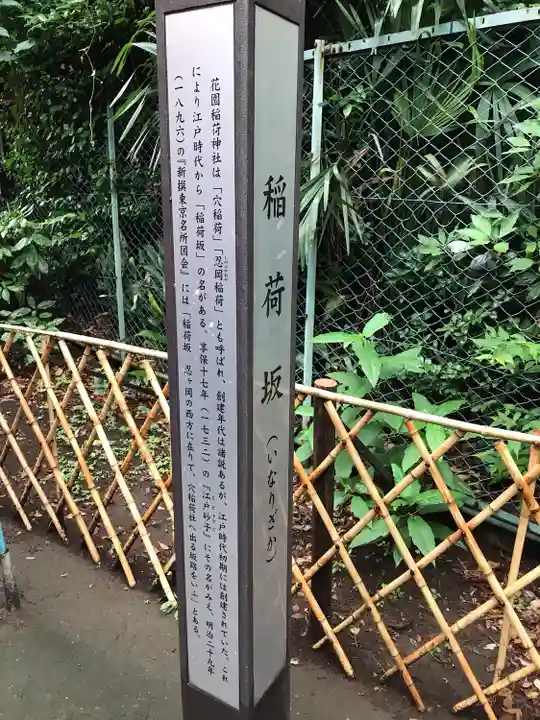 稲荷坂（いなりざか）
花園稲荷神社は「穴稲荷」「忍岡稲荷」とも呼ばれ、創建年代は諸説あるが、江戸時代初期には創建されていた。これ
により江戸時代から「稲荷坂」の名がある。享保十七年（一七三二）の『江戸砂子』にその名がみえ、明治二十九年
（一八九六）の『新撰東京名所図会』には「稲荷坂　忍ヶ岡の西方に在りて、穴稲荷社へ出る坂路をいふ」とある。